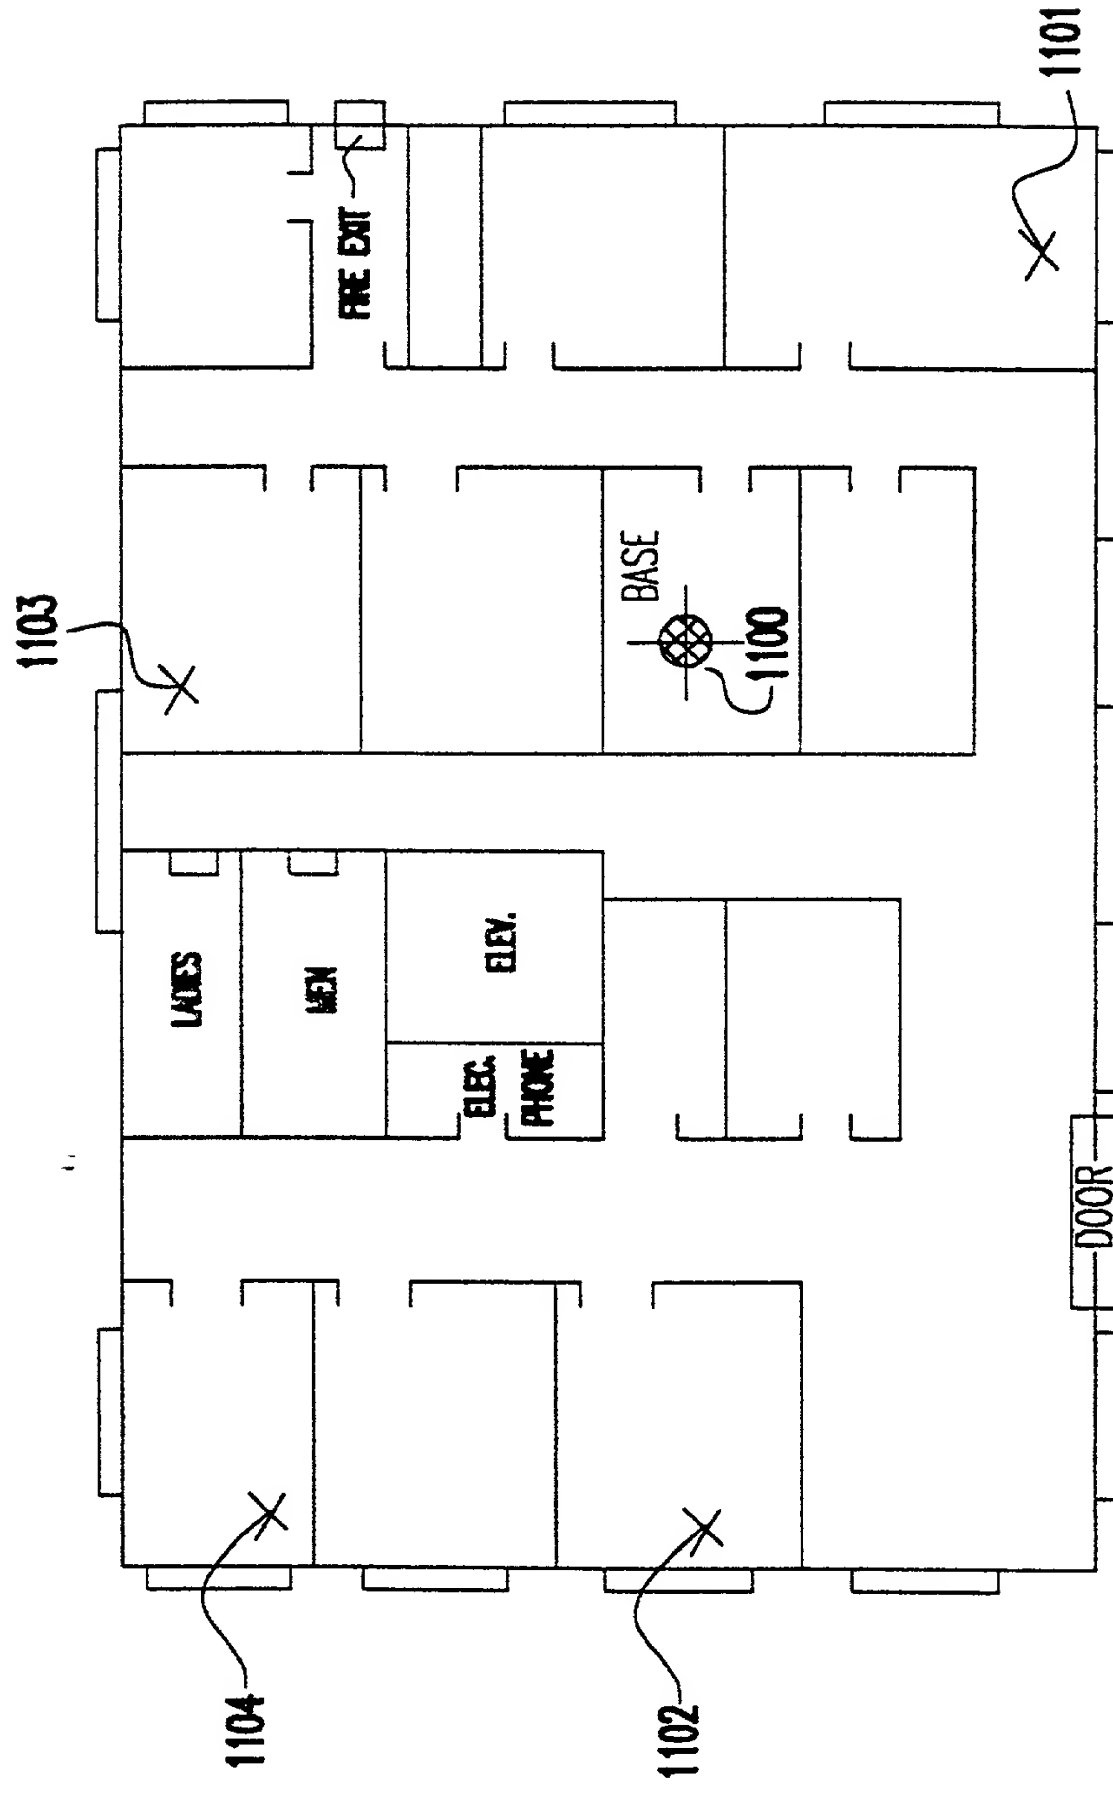 1104
1102
LADIES
MEN
ELEC.
PHONE
ELEV.
DOOR
1103
BASE
1100
FIRE EXIT
1101